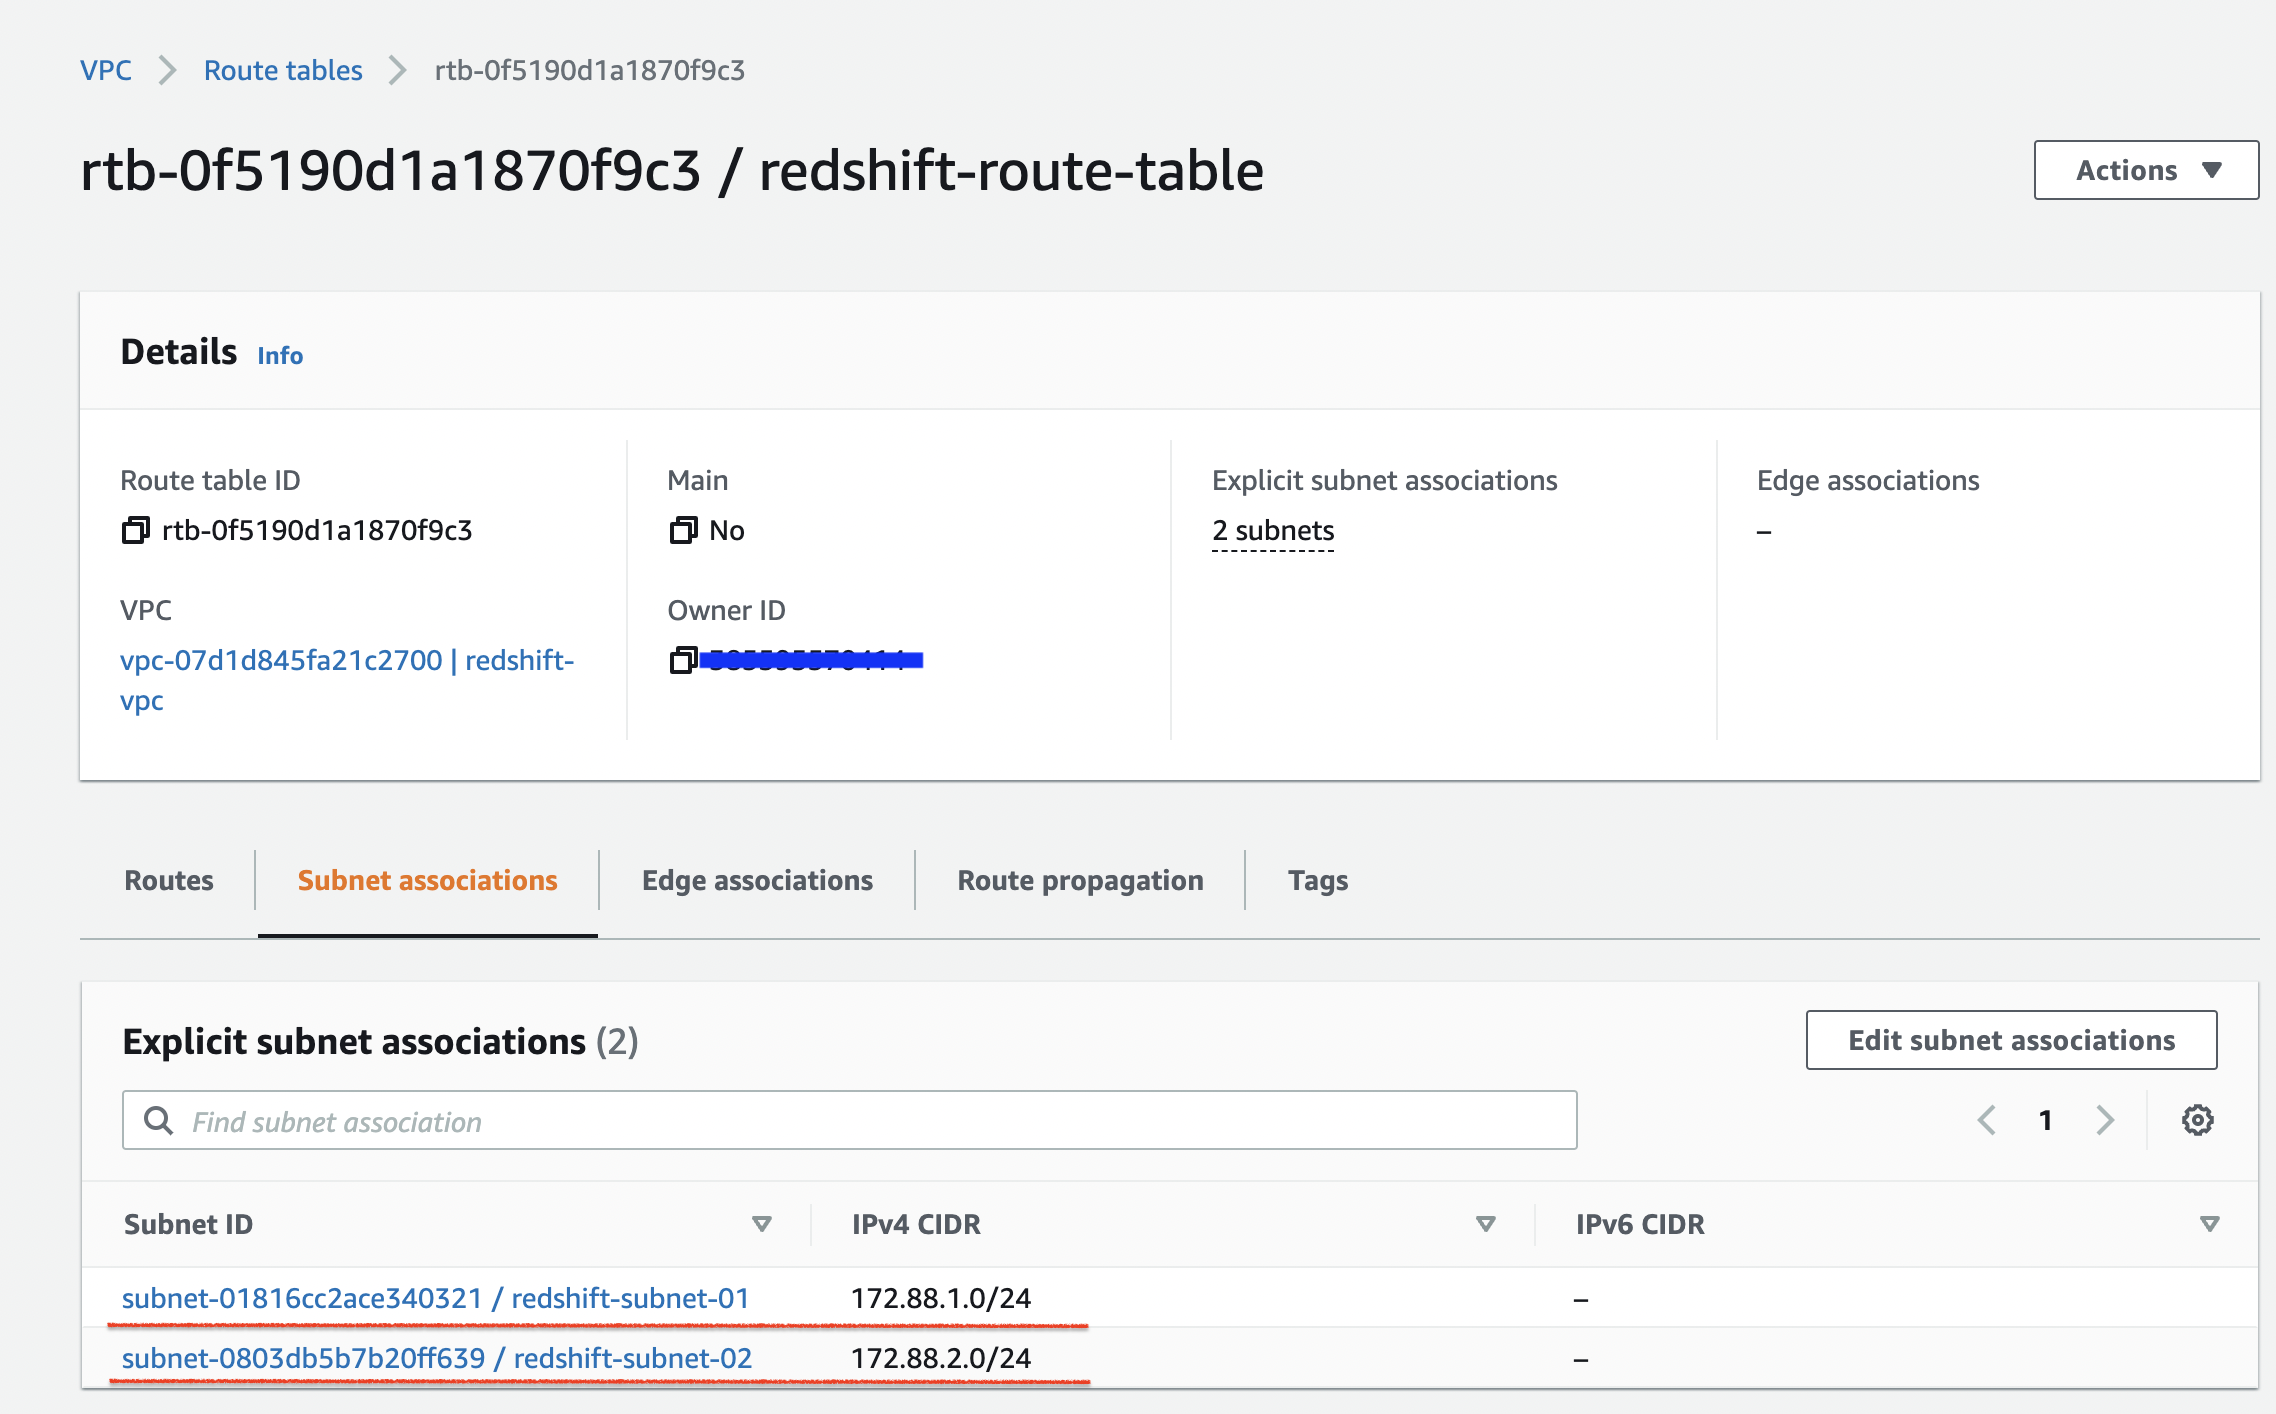 VPC > Route tables > rtb-0f5190d1a1870f9c3
rtb-0f5190d1a1870f9c3 / redshift-route-table
Actions
Details Info
Route table ID
rtb-0f5190d1a1870f9c3
Main
No
Explicit subnet associations
2 subnets
Edge associations
–
VPC
vpc-07d1d845fa21c2700 | redshift-
vpc
Owner ID
Routes
Subnet associations
Edge associations
Route propagation
Tags
Explicit subnet associations (2)
Edit subnet associations
Find subnet association
1
Subnet ID
IPv4 CIDR
IPv6 CIDR
subnet-01816cc2ace340321 / redshift-subnet-01
172.88.1.0/24
–
subnet-0803db5b7b20ff639 / redshift-subnet-02
172.88.2.0/24
–